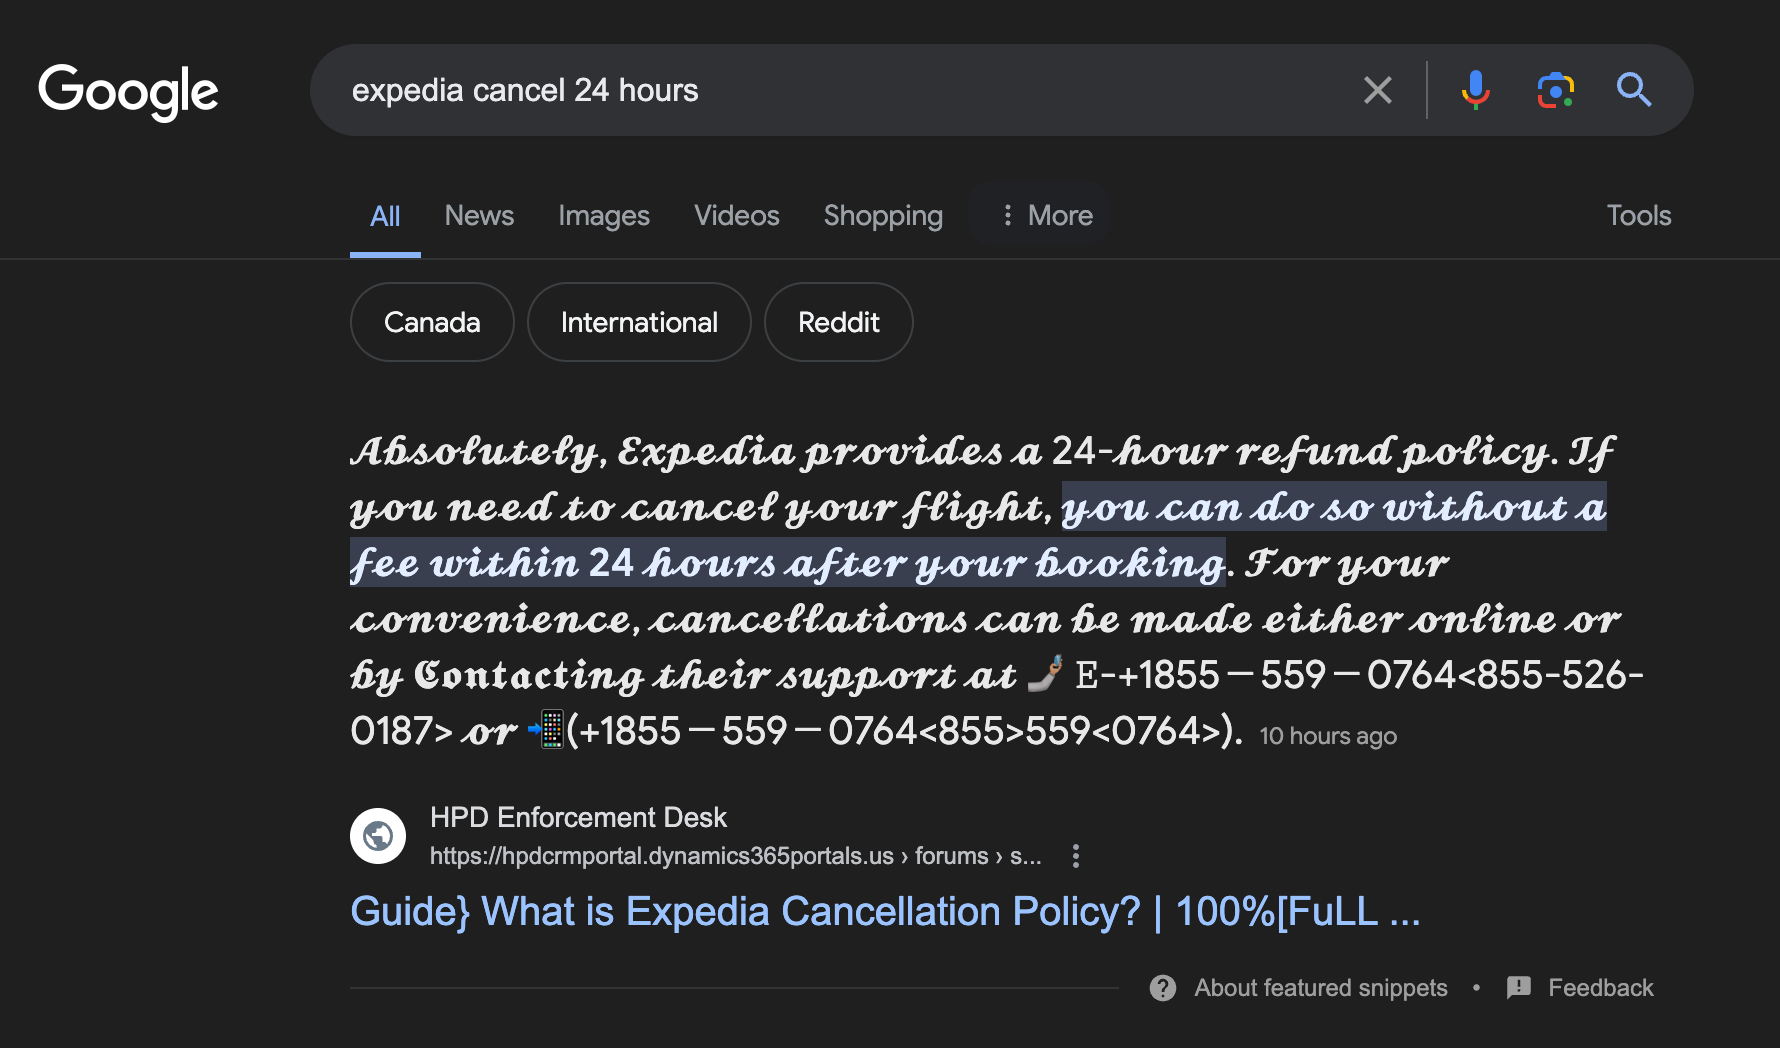 Google
expedia cancel 24 hours
All News Images Videos Shopping More Tools
Canada International Reddit
𝓐𝓫𝓼𝓸𝓵𝓾𝓽𝓮𝓵𝔂, 𝓔𝔁𝓹𝓮𝓭𝓲𝓪 𝓹𝓻𝓸𝓿𝓲𝓭𝓮𝓼 𝓪 24-𝓱𝓸𝓾𝓻 𝓻𝓮𝓯𝓾𝓷𝓭 𝓹𝓸𝓵𝓲𝓬𝔂. 𝓘𝓯
𝔂𝓸𝓾 𝓷𝓮𝓮𝓭 𝓽𝓸 𝓬𝓪𝓷𝓬𝓮𝓵 𝔂𝓸𝓾𝓻 𝓯𝓵𝓲𝓰𝓱𝓽, 𝔂𝓸𝓾 𝓬𝓪𝓷 𝓭𝓸 𝓼𝓸 𝔀𝓲𝓽𝓱𝓸𝓾𝓽 𝓪
𝓯𝓮𝓮 𝔀𝓲𝓽𝓱𝓲𝓷 24 𝓱𝓸𝓾𝓻𝓼 𝓪𝓯𝓽𝓮𝓻 𝔂𝓸𝓾𝓻 𝓫𝓸𝓸𝓴𝓲𝓷𝓰. 𝓕𝓸𝓻 𝔂𝓸𝓾𝓻
𝓬𝓸𝓷𝓿𝓮𝓷𝓲𝓮𝓷𝓬𝓮, 𝓬𝓪𝓷𝓬𝓮𝓵𝓵𝓪𝓽𝓲𝓸𝓷𝓼 𝓬𝓪𝓷 𝓫𝓮 𝓶𝓪𝓭𝓮 𝓮𝓲𝓽𝓱𝓮𝓻 𝓸𝓷𝓵𝓲𝓷𝓮 𝓸𝓻
𝓫𝔂 𝕮𝖔𝖓𝖙𝖆𝖈𝖙𝓲𝓷𝓰 𝓽𝓱𝓮𝓲𝓻 𝓼𝓾𝓹𝓹𝓸𝓻𝓽 𝓪𝓽 🤳🏽 E-+1855—559—0764<855-526-
0187> 𝓸𝓻 📲(+1855—559—0764<855>559<0764>). 10 hours ago
HPD Enforcement Desk
https://hpdcrmportal.dynamics365portals.us › forums › s...
Guide} What is Expedia Cancellation Policy? | 100%[FuLL ...
About featured snippets • Feedback